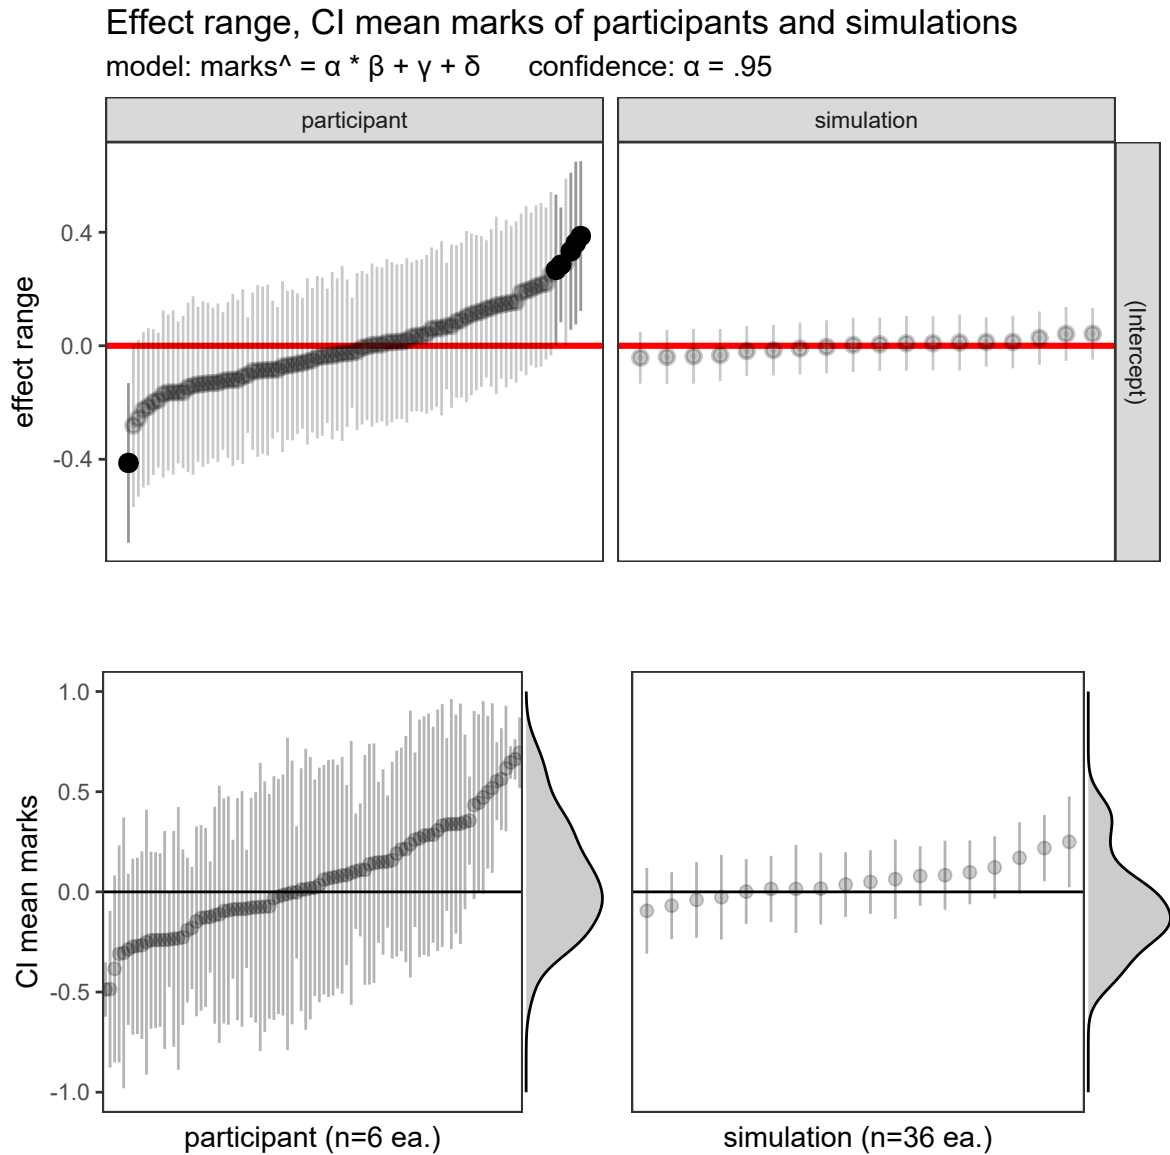 Effect range, CI mean marks of participants and simulations
model: marks^ = α * β + γ + δ confidence: α = .95
participant
simulation
effect range
0.4
0.0
-0.4
(Intercept)
CI mean marks
1.0
0.5
0.0
-0.5
-1.0
participant (n=6 ea.)
simulation (n=36 ea.)